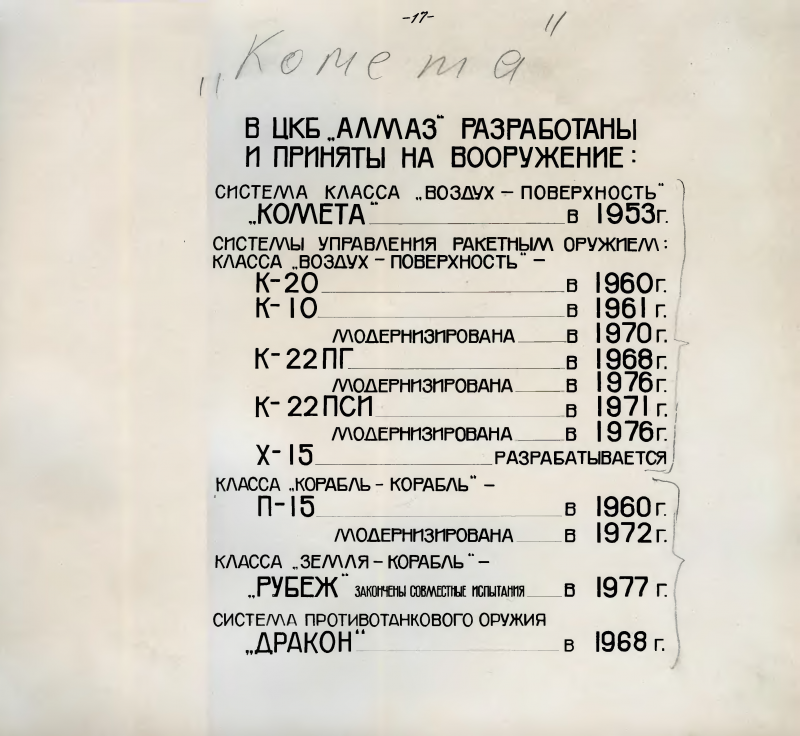 -17-
„Комета"
В ЦКБ „АЛМАЗ" РАЗРАБОТАНЫ
И ПРИНЯТЫ НА ВООРУЖЕНИЕ:
СИСТЕМА КЛАССА „ВОЗДУХ – ПОВЕРХНОСТЬ"
„КОМЕТА" в 1953г.
СИСТЕМЫ УПРАВЛЕНИЯ РАКЕТНЫМ ОРУЖИЕМ:
КЛАССА „ВОЗДУХ – ПОВЕРХНОСТЬ" –
К-20 в 1960г.
К-10 в 1961г.
МОДЕРНИЗИРОВАНА в 1970г.
К-22ПГ в 1968г.
МОДЕРНИЗИРОВАНА в 1976г.
К-22ПСИ в 1971г.
МОДЕРНИЗИРОВАНА в 1976г.
Х-15 РАЗРАБАТЫВАЕТСЯ
КЛАССА „КОРАБЛЬ – КОРАБЛЬ" –
П-15 в 1960г.
МОДЕРНИЗИРОВАНА в 1972г.
КЛАССА „ЗЕМЛЯ – КОРАБЛЬ" –
„РУБЕЖ" ЗАКОНЧЕНЫ СОВМЕСТНЫЕ ИСПЫТАНИЯ в 1977г.
СИСТЕМА ПРОТИВОТАНКОВОГО ОРУЖИЯ
„ДРАКОН" в 1968г.